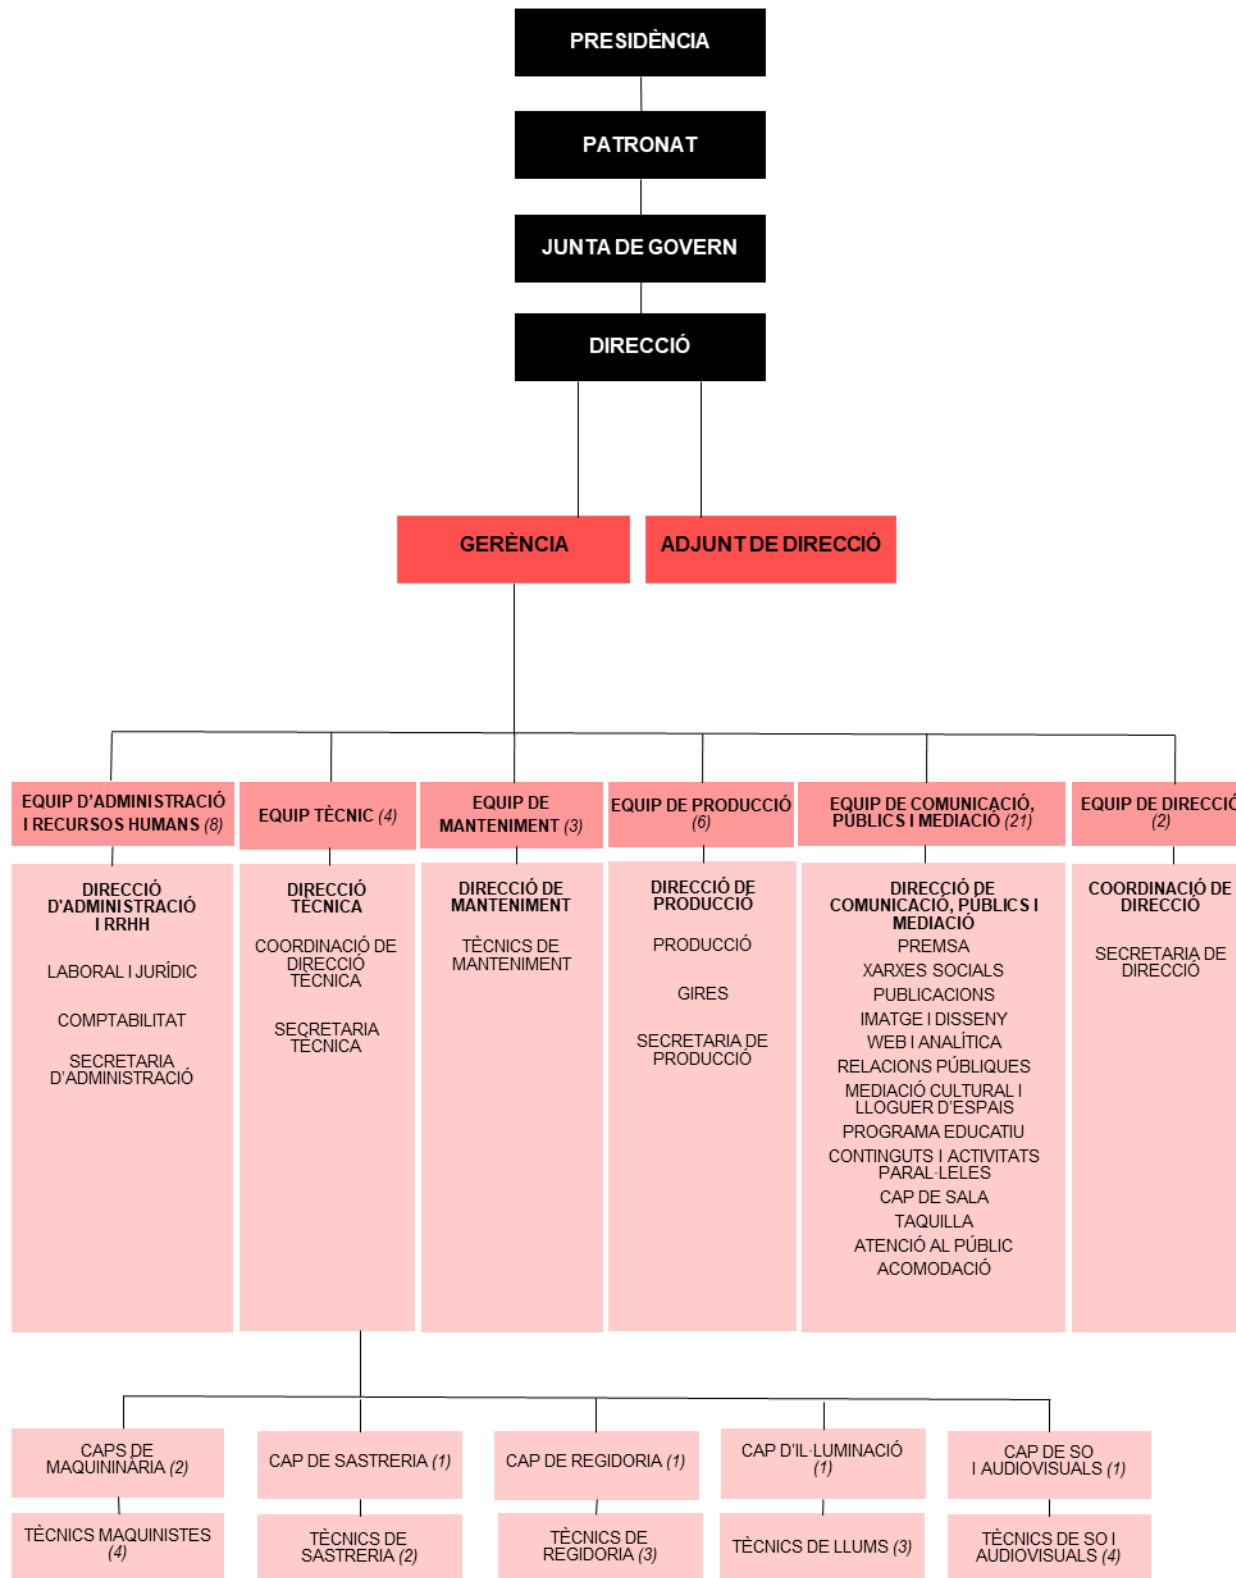 PRESIDÈNCIA
PATRONAT
JUNTA DE GOVERN
DIRECCIÓ
GERÈNCIA
ADJUNT DE DIRECCIÓ
EQUIP D'ADMINISTRACIÓ
I RECURSOS HUMANS (8)
DIRECCIÓ
D'ADMINISTRACIÓ
I RRHH
LABORAL I JURÍDIC
COMPTABILITAT
SECRETARIA
D'ADMINISTRACIÓ
EQUIP TÈCNIC (4)
DIRECCIÓ
TÈCNICA
COORDINACIÓ DE
DIRECCIÓ
TÈCNICA
SECRETARIA
TÈCNICA
EQUIP DE
MANTENIMENT (3)
DIRECCIÓ DE
MANTENIMENT
TÈCNICS DE
MANTENIMENT
EQUIP DE PRODUCCIÓ
(6)
DIRECCIÓ DE
PRODUCCIÓ
PRODUCCIÓ
GIRES
SECRETARIA DE
PRODUCCIÓ
EQUIP DE COMUNICACIÓ,
PÚBLICS I MEDIACIÓ (21)
DIRECCIÓ DE
COMUNICACIÓ, PÚBLICS I
MEDIACIÓ
PREMSA
XARXES SOCIALS
PUBLICACIONS
IMATGE I DISSENY
WEB I ANALÍTICA
RELACIONS PÚBLIQUES
MEDIACIÓ CULTURAL I
LLOGUER D'ESPAIS
PROGRAMA EDUCATIU
CONTINGUTS I ACTIVITATS
PARAL·LELES
CAP DE SALA
TAQUILLA
ATENCIÓ AL PÚBLIC
ACOMODACIÓ
EQUIP DE DIRECCIÓ
(2)
COORDINACIÓ DE
DIRECCIÓ
SECRETARIA DE
DIRECCIÓ
CAPS DE
MAQUININÀRIA (2)
CAP DE SASTRERIA (1)
CAP DE REGIDORIA (1)
CAP D'IL·LUMINACIÓ
(1)
CAP DE SO
I AUDIOVISUALS (1)
TÈCNICS MAQUINISTES
(4)
TÈCNICS DE
SASTRERIA (2)
TÈCNICS DE
REGIDORIA (3)
TÈCNICS DE LLUMS (3)
TÈCNICS DE SO I
AUDIOVISUALS (4)